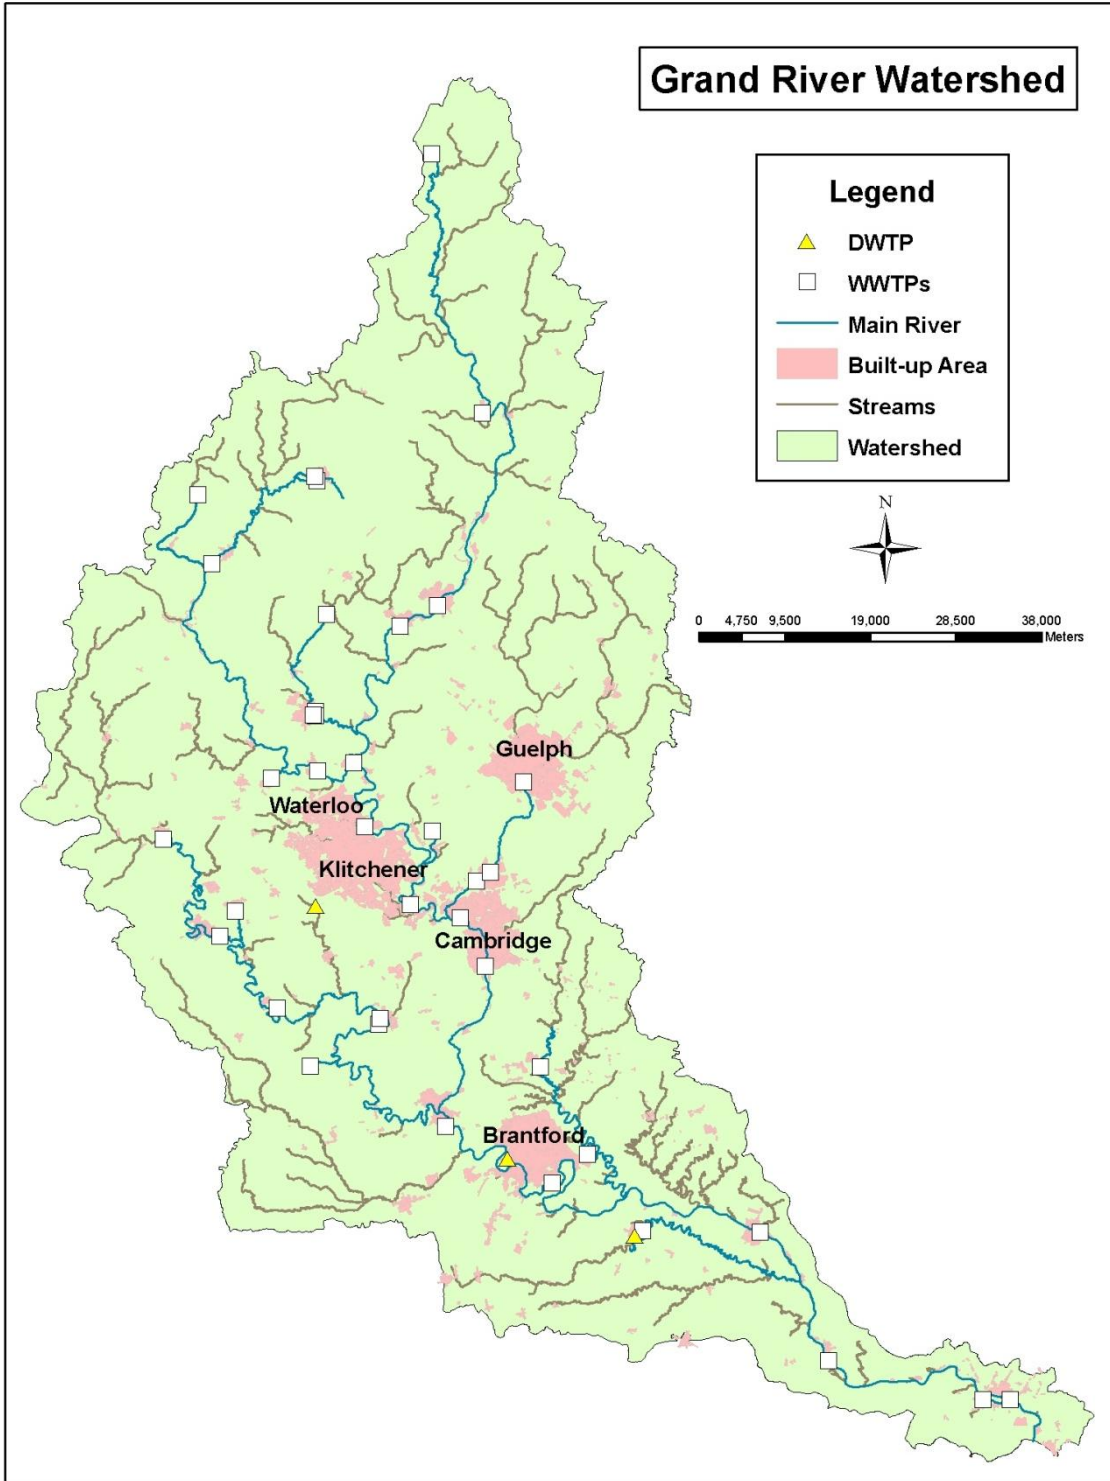 Grand River Watershed
Legend
DWTP
WWTPs
Main River
Built-up Area
Streams
Watershed
N
0 4,750 9,500 19,000 28,500 38,000
Meters
Guelph
Waterloo
Klitchener
Cambridge
Brantford